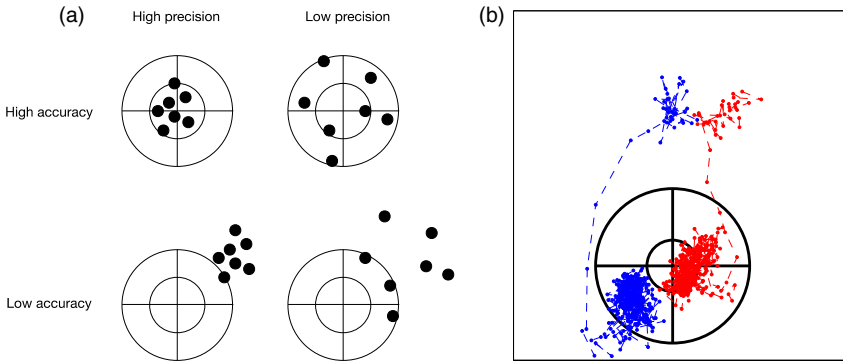 (a)
High precision
Low precision
(b)
High accuracy
Low accuracy